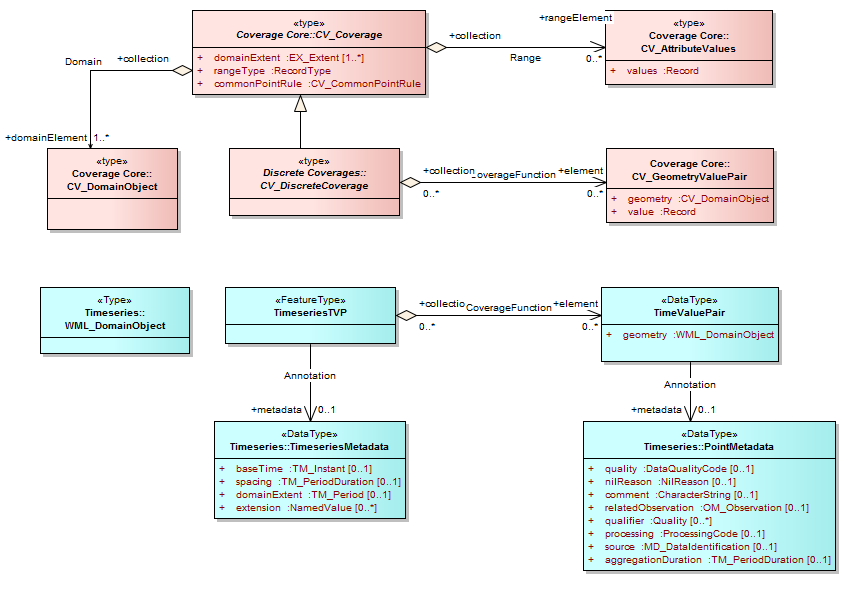 «type»
Coverage Core::CV_Coverage
+ domainExtent :EX_Extent [1..*]
+ rangeType :RecordType
+ commonPointRule :CV_CommonPointRule
+rangeElement
+collection
Range
0..*
«type»
Coverage Core::
CV_AttributeValues
+ values :Record
Domain
+collection
+domainElement
1..*
«type»
Coverage Core::
CV_DomainObject
«type»
Discrete Coverages::
CV_DiscreteCoverage
+collection
overageFunction
+element
0..*
0..*
Coverage Core::
CV_GeometryValuePair
+ geometry :CV_DomainObject
+ value :Record
«Type»
Timeseries::
WML_DomainObject
«FeatureType»
TimeseriesTVP
+collectio
CoverageFunction
+element
0..*
0..*
«DataType»
TimeValuePair
+ geometry :WML_DomainObject
Annotation
+metadata
0..1
Annotation
+metadata
0..1
«DataType»
Timeseries::TimeseriesMetadata
+ baseTime :TM_Instant [0..1]
+ spacing :TM_PeriodDuration [0..1]
+ domainExtent :TM_Period [0..1]
+ extension :NamedValue [0..*]
«DataType»
Timeseries::PointMetadata
+ quality :DataQualityCode [0..1]
+ nilReason :NilReason [0..1]
+ comment :CharacterString [0..1]
+ relatedObservation :OM_Observation [0..1]
+ qualifier :Quality [0..*]
+ processing :ProcessingCode [0..1]
+ source :MD_DataIdentification [0..1]
+ aggregationDuration :TM_PeriodDuration [0..1]